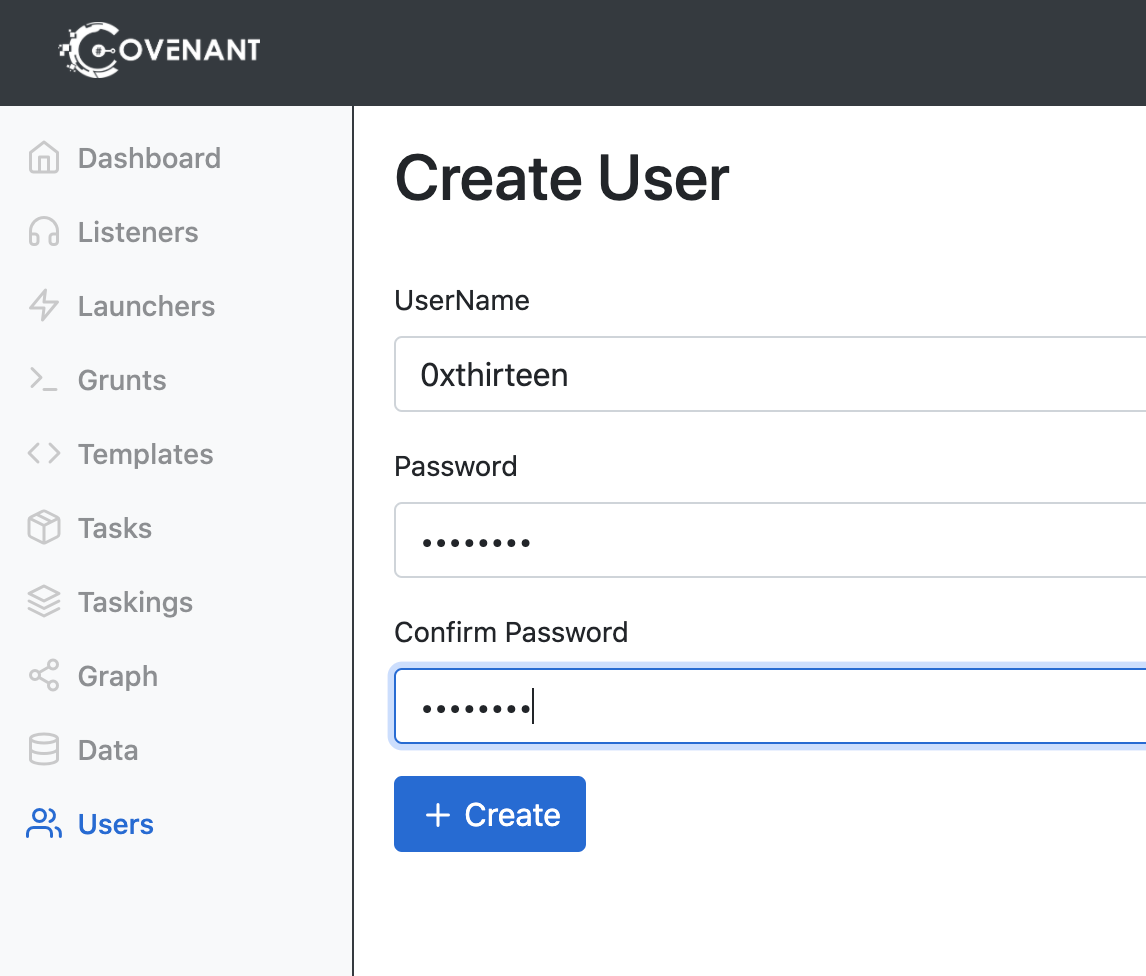 COVENANT
Dashboard
Listeners
Launchers
Grunts
Templates
Tasks
Taskings
Graph
Data
Users
Create User
UserName
0xthirteen
Password
••••••••
Confirm Password
••••••••
+ Create